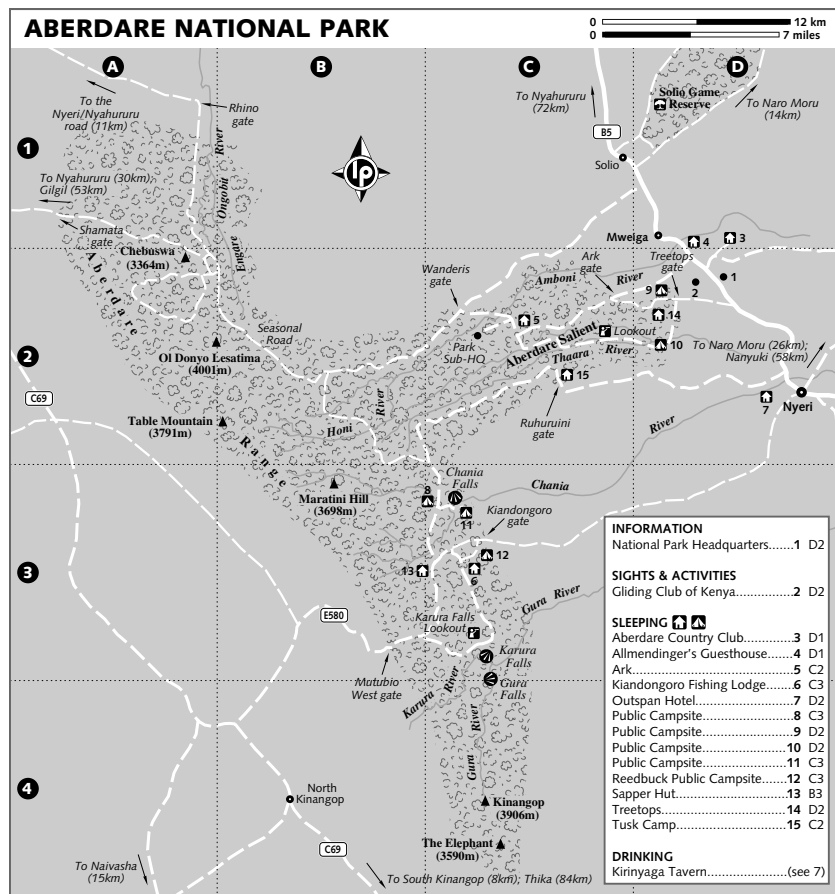 ABERDARE NATIONAL PARK
0 12 km
0 7 miles
A
B
C
D
1
2
3
4
To the
Nyeri/Nyahururu
road (11km)
Rhino
gate
To Nyahururu
(72km)
B5
Solio Game
Reserve
To Naro Moru
(14km)
Solio
lp
Ongobit River
Engare
To Nyahururu (30km);
Gilgil (53km)
Shamata
gate
Chebuswa
(3364m)
Aberdare
Range
Mweiga
4
3
Wanderis
gate
Ark
gate
Treetops
gate
Amboni River
9
2
1
Seasonal
Road
5
14
Park
Sub-HQ
Aberdare Salient
Lookout
Thaara River
10
To Naro Moru (26km);
Nanyuki (58km)
Ol Donyo Lesatima
(4001m)
15
C69
River
Honi
Ruhuruini
gate
7
Nyeri
Table Mountain
(3791m)
River
Chania
Chania
Falls
Maratini Hill
(3698m)
8
11
Kiandongoro
gate
12
13
6
E580
Gura River
Karura Falls
Lookout
Karura
Falls
Mutubio
West gate
Karura River
Gura
Falls
Gura River
North
Kinangop
Kinangop
(3906m)
The Elephant
(3590m)
C69
To Naivasha
(15km)
To South Kinangop (8km); Thika (84km)
INFORMATION
National Park Headquarters.......1 D2
SIGHTS & ACTIVITIES
Gliding Club of Kenya................2 D2
SLEEPING
Aberdare Country Club...............3 D1
Allmendinger's Guesthouse........4 D1
Ark............................................5 C2
Kiandongoro Fishing Lodge........6 C3
Outspan Hotel...........................7 D2
Public Campsite.........................8 C3
Public Campsite.........................9 D2
Public Campsite.......................10 D2
Public Campsite.......................11 C3
Reedbuck Public Campsite........12 C3
Sapper Hut..............................13 B3
Treetops..................................14 D2
Tusk Camp..............................15 C2
DRINKING
Kirinyaga Tavern....................(see 7)